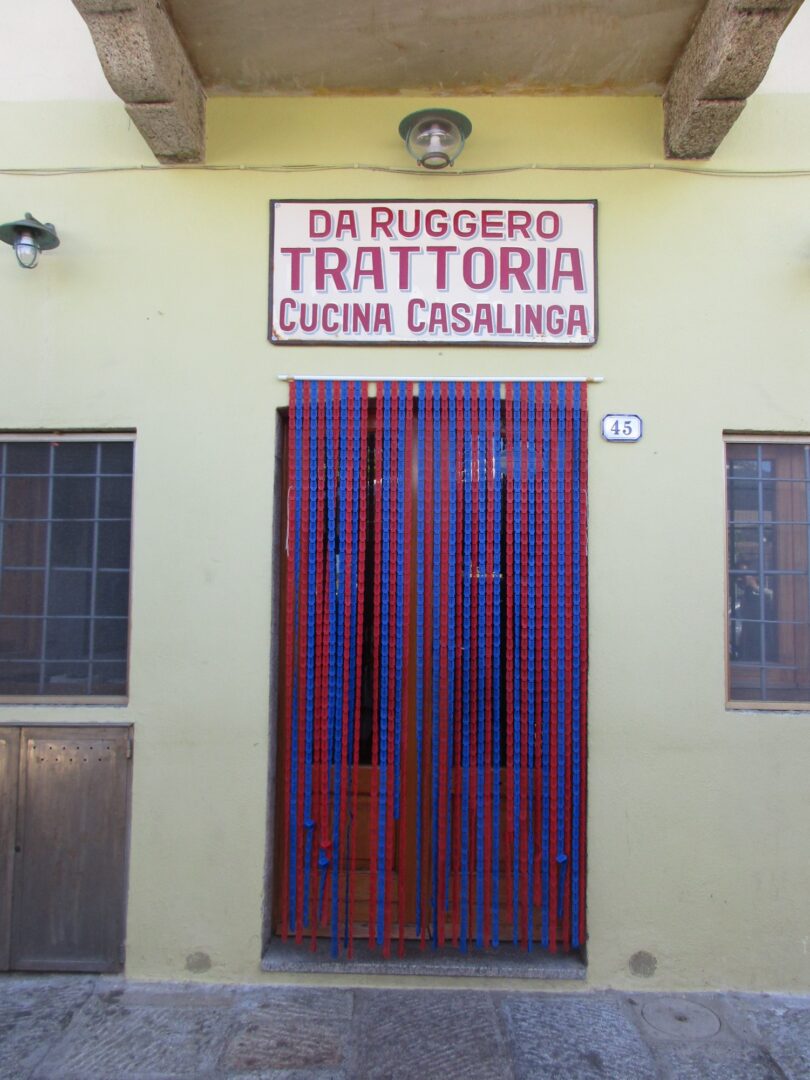 DA RUGGERO
TRATTORIA
CUCINA CASALINGA
45